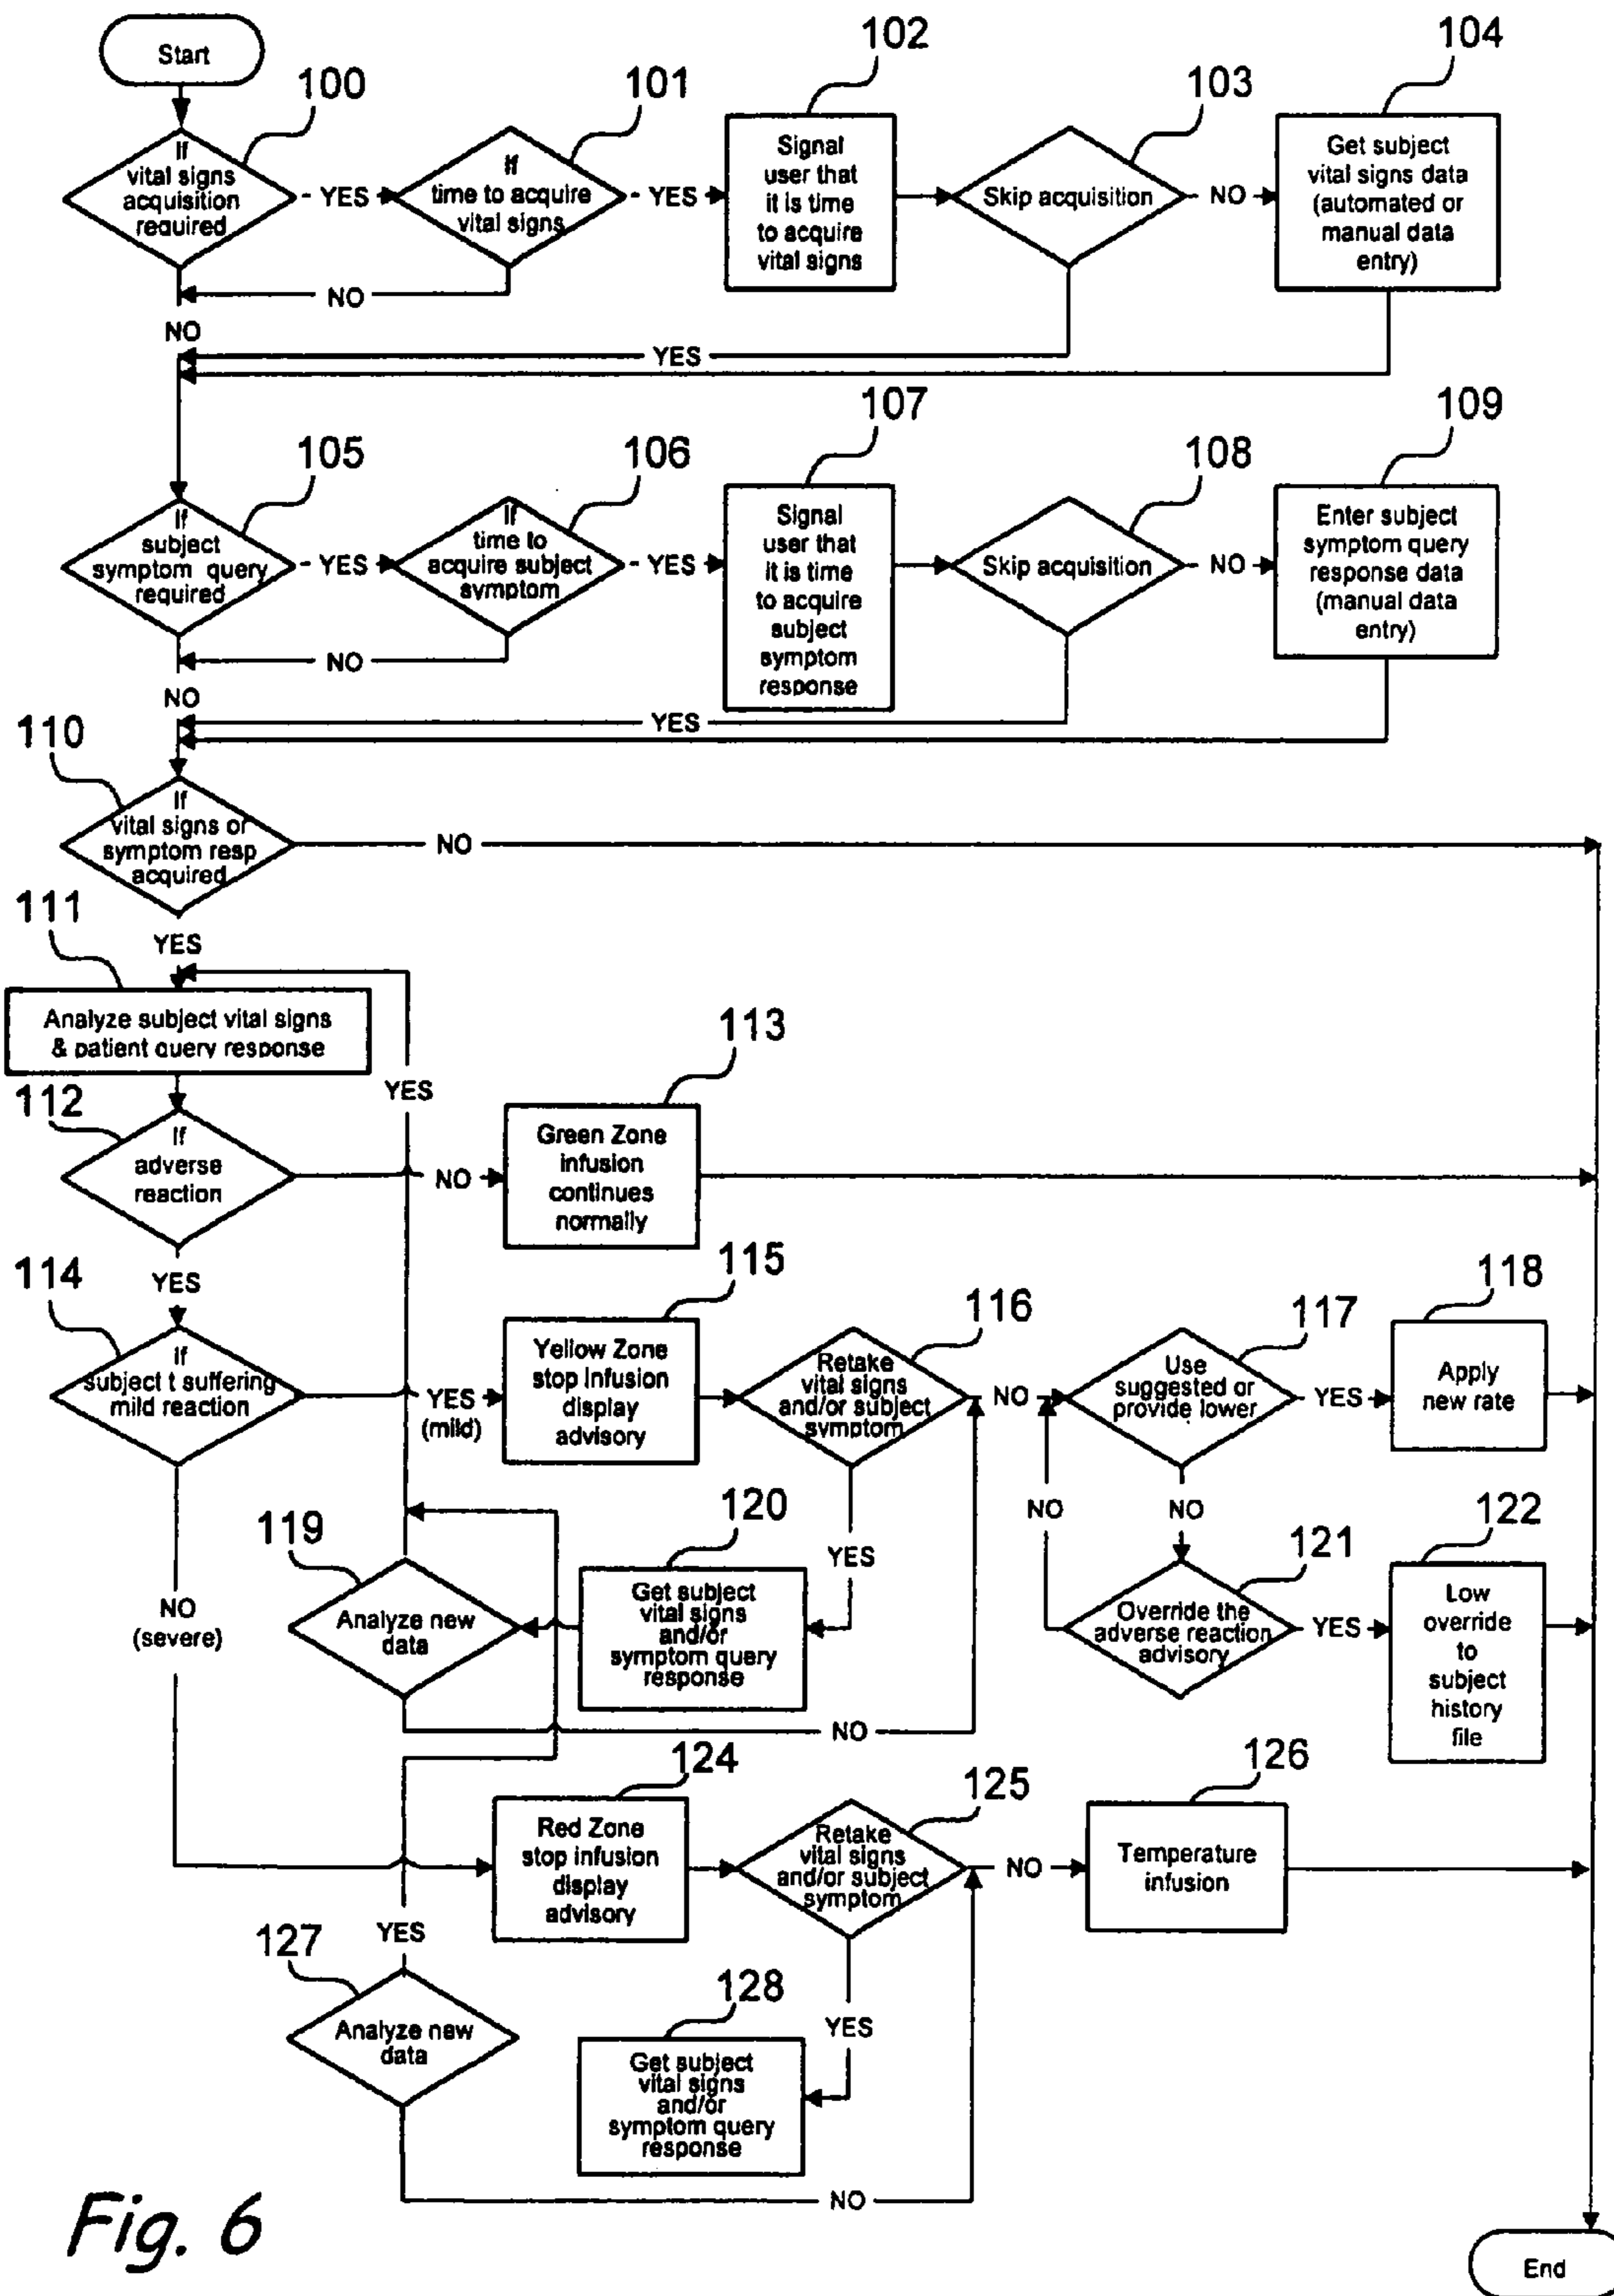 Start
100
101
102
103
104
If
vital signs
acquisition
required
YES
If
time to acquire
vital signs
YES
Signal
user that
it is time
to acquire
vital signs
Skip acquisition
NO
Get subject
vital signs data
(automated or
manual data
entry)
NO
NO
YES
105
106
107
108
109
If
subject
symptom query
required
YES
If
time to
acquire subject
symptom
YES
Signal
user that
it is time
to acquire
subject
symptom
response
Skip acquisition
NO
Enter subject
symptom query
response data
(manual data
entry)
NO
NO
YES
110
If
vital signs or
symptom resp
acquired
NO
YES
111
Analyze subject vital signs
& patient query response
YES
112
If
adverse
reaction
NO
113
Green Zone
infusion
continues
normally
YES
114
If
subject t suffering
mild reaction
YES
(mild)
115
Yellow Zone
stop infusion
display
advisory
116
Retake
vital signs
and/or subject
symptom
NO
117
Use
suggested or
provide lower
YES
118
Apply
new rate
NO
(severe)
119
Analyze new
data
120
Get subject
vital signs
and/or
symptom query
response
YES
NO
NO
121
Override the
adverse reaction
advisory
YES
122
Low
override
to
subject
history
file
NO
124
Red Zone
stop infusion
display
advisory
125
Retake
vital signs
and/or subject
symptom
NO
126
Temperature
infusion
YES
127
Analyze new
data
128
Get subject
vital signs
and/or
symptom query
response
YES
NO
Fig. 6
End